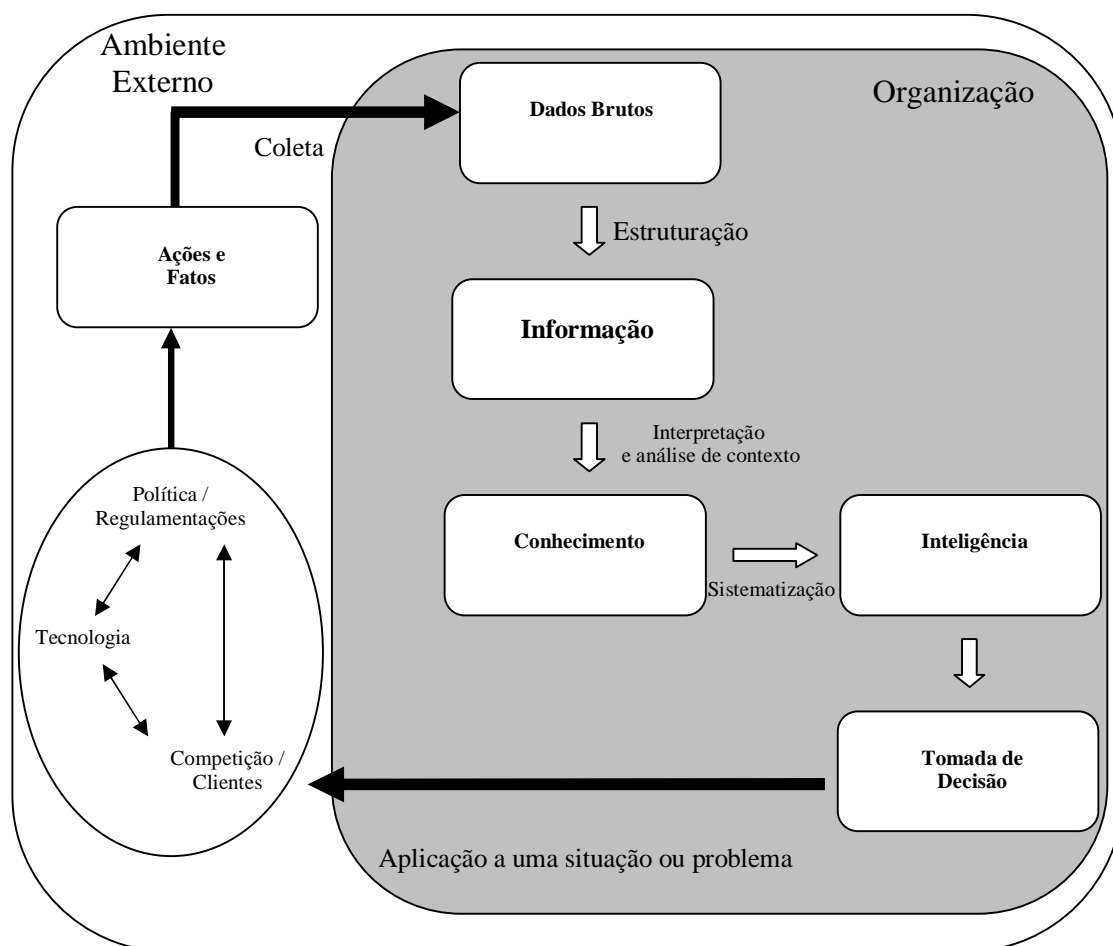 Ambiente
Externo
Organização
Dados Brutos
Coleta
Estruturação
Ações e
Fatos
Informação
Interpretação
e análise de contexto
Política /
Regulamentações
Conhecimento
Inteligência
Sistematização
Tecnologia
Competição /
Clientes
Tomada de
Decisão
Aplicação a uma situação ou problema